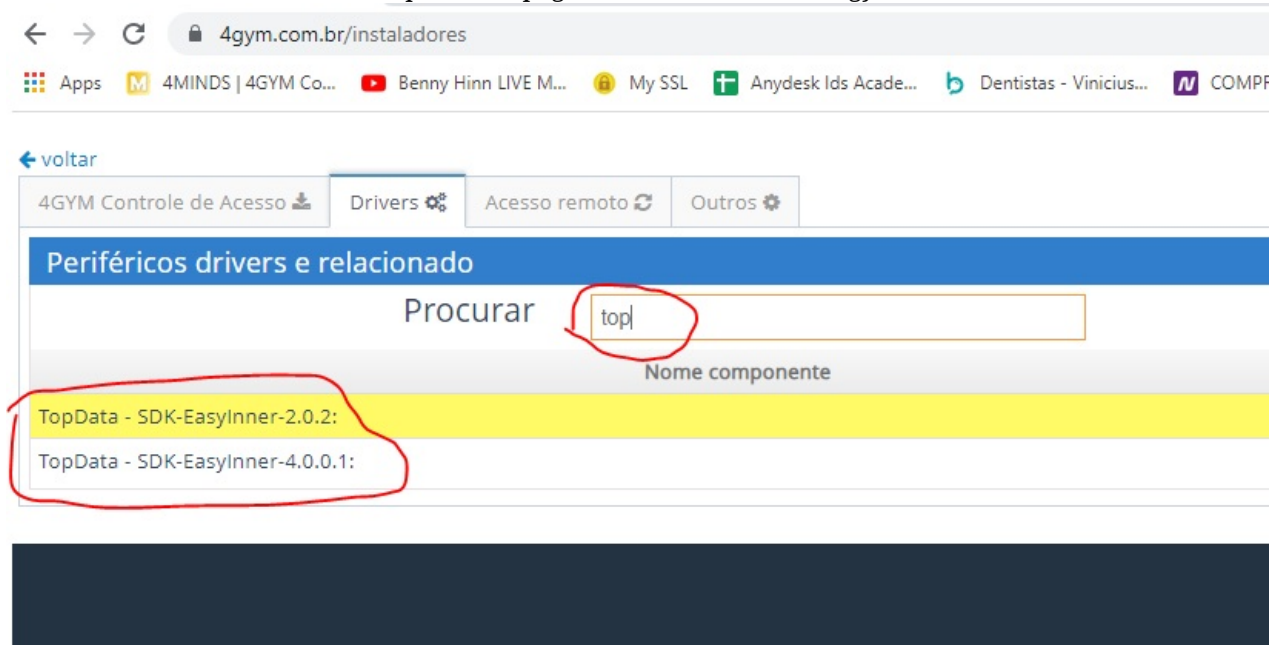 4gym.com.br/instaladores
Apps 4MINDS | 4GYM Co... Benny Hinn LIVE M... My SSL Anydesk Ids Acade... Dentistas - Vinicius... COMPR
voltar
4GYM Controle de Acesso Drivers Acesso remoto Outros
Periféricos drivers e relacionado
Procurar top
Nome componente
TopData - SDK-EasyInner-2.0.2:
TopData - SDK-EasyInner-4.0.0.1: